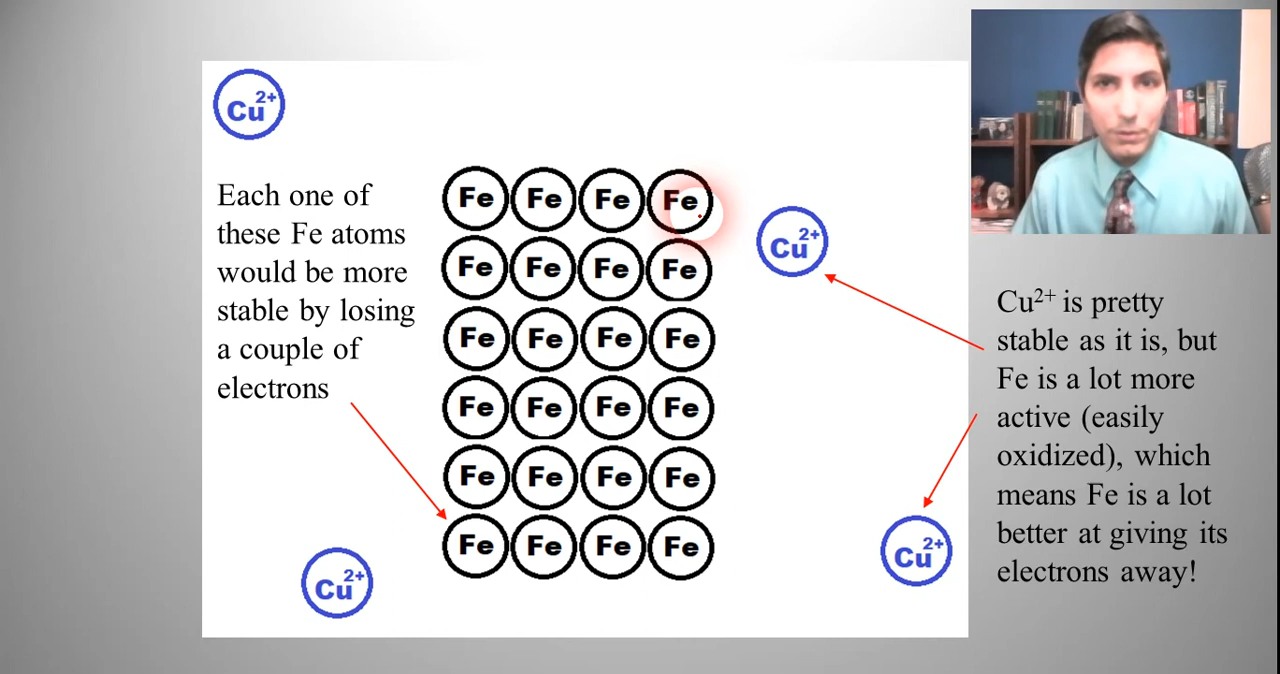 Cu2+
Each one of
these Fe atoms
would be more
stable by losing
a couple of
electrons
Fe Fe Fe Fe
Fe Fe Fe Fe
Fe Fe Fe Fe
Fe Fe Fe Fe
Fe Fe Fe Fe
Fe Fe Fe Fe
Cu2+
Cu2+
Cu2+
Cu2+ is pretty
stable as it is, but
Fe is a lot more
active (easily
oxidized), which
means Fe is a lot
better at giving its
electrons away!